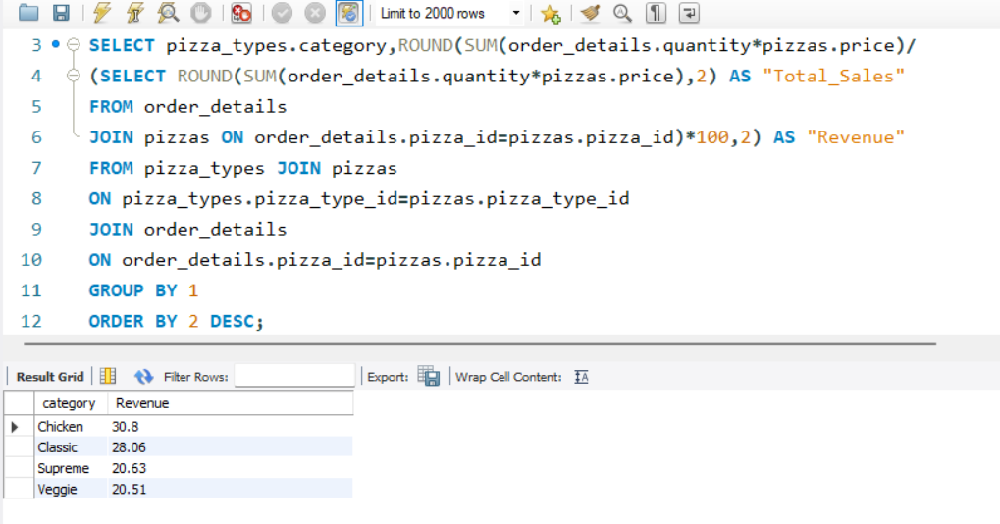 Limit to 2000 rows
3 SELECT pizza_types.category,ROUND(SUM(order_details.quantity*pizzas.price)/
4 (SELECT ROUND(SUM(order_details.quantity*pizzas.price),2) AS "Total_Sales"
5 FROM order_details
6 JOIN pizzas ON order_details.pizza_id=pizzas.pizza_id)*100,2) AS "Revenue"
7 FROM pizza_types JOIN pizzas
8 ON pizza_types.pizza_type_id=pizzas.pizza_type_id
9 JOIN order_details
10 ON order_details.pizza_id=pizzas.pizza_id
11 GROUP BY 1
12 ORDER BY 2 DESC;
Result Grid Filter Rows: Export: Wrap Cell Content:
category Revenue
Chicken 30.8
Classic 28.06
Supreme 20.63
Veggie 20.51